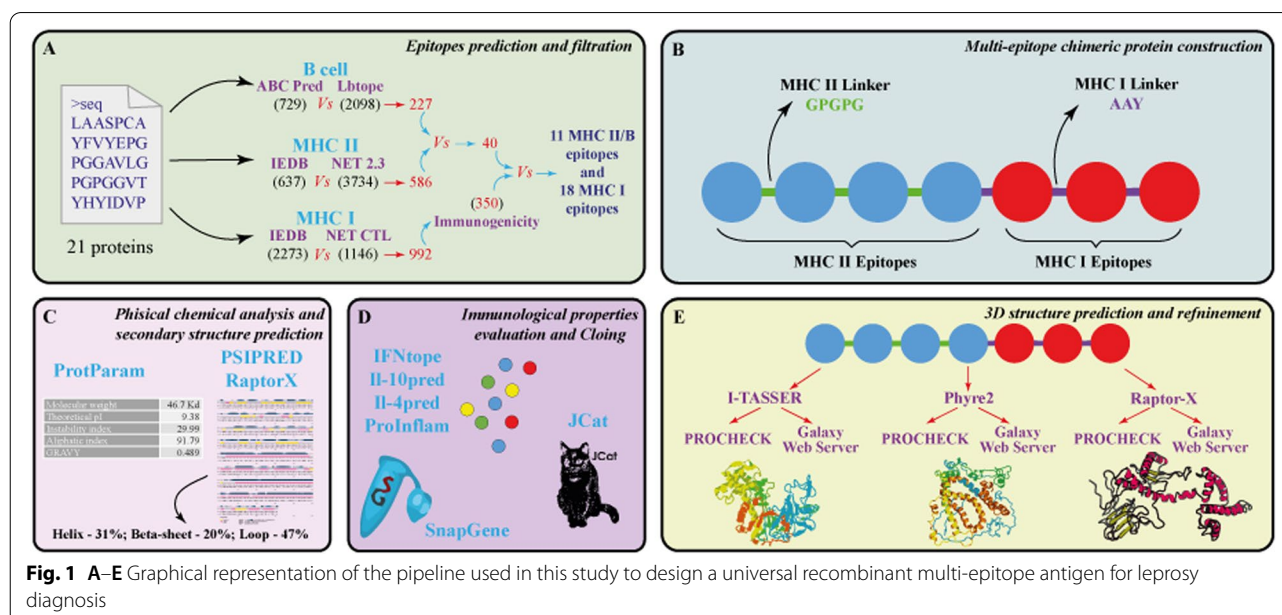 A
Epitopes prediction and filtration
>seq
LAASPCA
YFVYEPG
PGGAVLG
PGPGGVT
YHYIDVP
21 proteins
B cell
ABC Pred Lbtope
(729) Vs (2098) 227
MHC II
IEDB NET 2.3
(637) Vs (3734) 586
MHC I
IEDB NET CTL
(2273) Vs (1146) 992
Vs 40
(350)
Immunogenicity
Vs
11 MHC II/B
epitopes
and
18 MHC I
epitopes
B
Multi-epitope chimeric protein construction
MHC II Linker
GPGPG
MHC I Linker
AAY
MHC II Epitopes
MHC I Epitopes
C
Phisical chemical analysis and
secondary structure prediction
ProtParam
PSIPRED
RaptorX
Molecular weight 46.7 Kd
Theoretical pI 9.38
Instability index 29.99
Aliphatic index 91.79
GRAVY 0.489
Helix - 31%; Beta-sheet - 20%; Loop - 47%
D
Immunological properties
evaluation and Cloing
IFNtope
Il-10pred
Il-4pred
ProInflam
JCat
JCat
SG
SnapGene
E
3D structure prediction and refninement
I-TASSER
Phyre2
Raptor-X
PROCHECK
Galaxy
Web Server
PROCHECK
Galaxy
Web Server
PROCHECK
Galaxy
Web Server
Fig. 1 A–E Graphical representation of the pipeline used in this study to design a universal recombinant multi-epitope antigen for leprosy
diagnosis